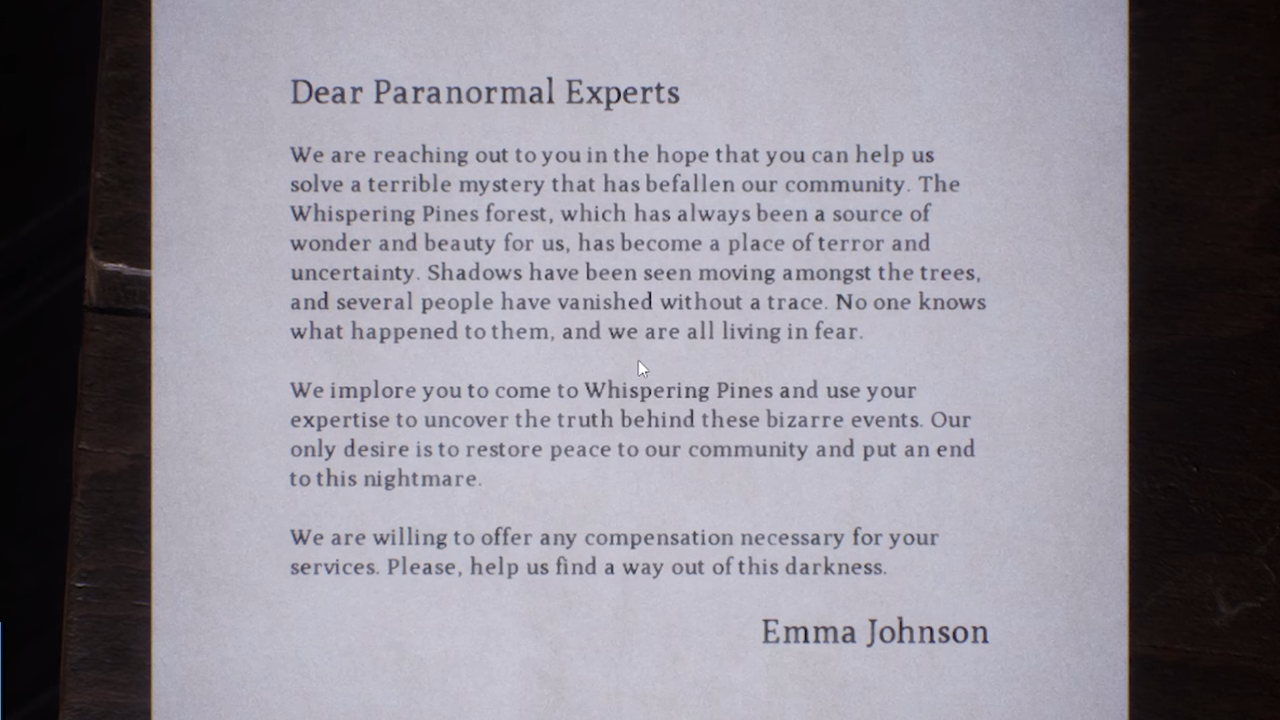 Dear Paranormal Experts
We are reaching out to you in the hope that you can help us
solve a terrible mystery that has befallen our community. The
Whispering Pines forest, which has always been a source of
wonder and beauty for us, has become a place of terror and
uncertainty. Shadows have been seen moving amongst the trees,
and several people have vanished without a trace. No one knows
what happened to them, and we are all living in fear.
We implore you to come to Whispering Pines and use your
expertise to uncover the truth behind these bizarre events. Our
only desire is to restore peace to our community and put an end
to this nightmare.
We are willing to offer any compensation necessary for your
services. Please, help us find a way out of this darkness.
Emma Johnson